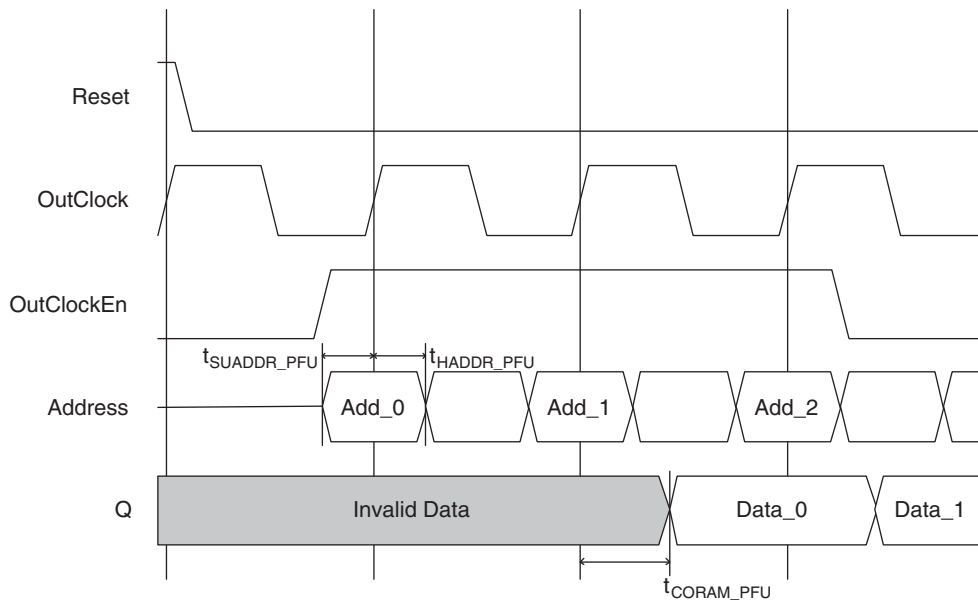 Reset
OutClock
OutClockEn
tSUADDR_PFU tHADDR_PFU
Address Add_0 Add_1 Add_2
Q Invalid Data Data_0 Data_1
tCORAM_PFU